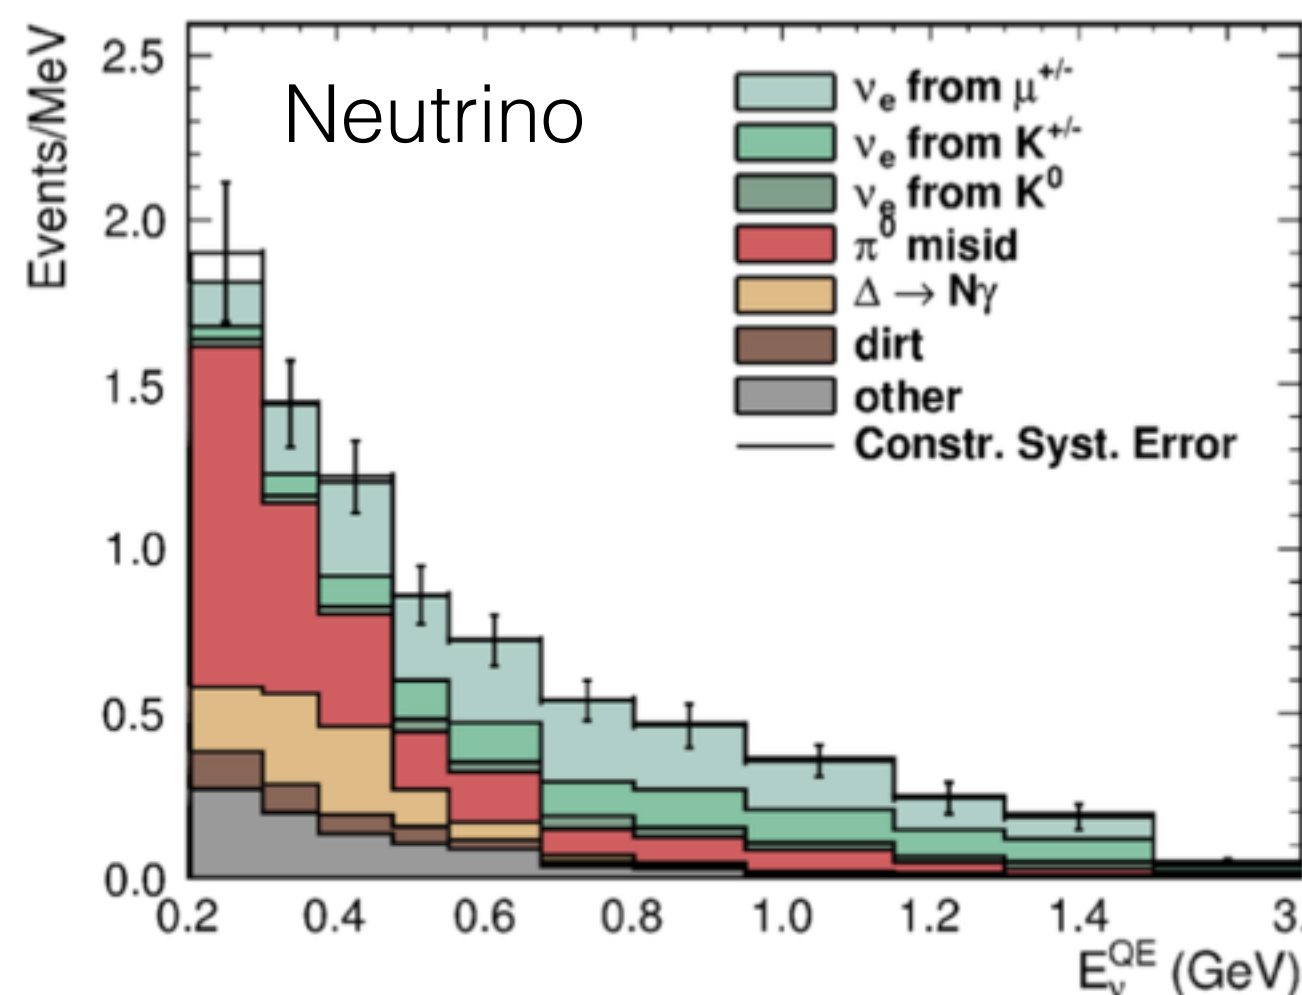 Events/MeV
2.5
2.0
1.5
1.0
0.5
0.0
Neutrino
νe from μ+/-
νe from K+/-
νe from K0
π0 misid
Δ → Nγ
dirt
other
Constr. Syst. Error
0.2 0.4 0.6 0.8 1.0 1.2 1.4 3.
EνQE (GeV)